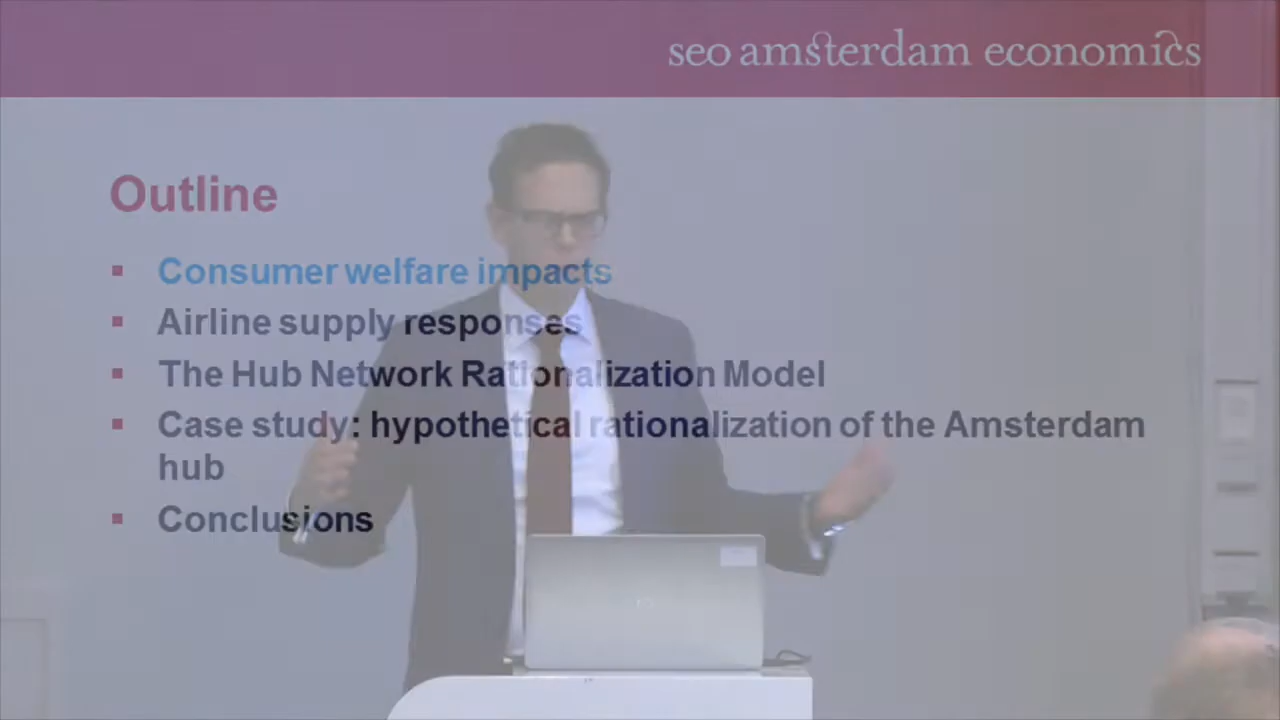 seo amsterdam economics
Outline
Consumer welfare impacts
Airline supply responses
The Hub Network Rationalization Model
Case study: hypothetical rationalization of the Amsterdam
hub
Conclusions